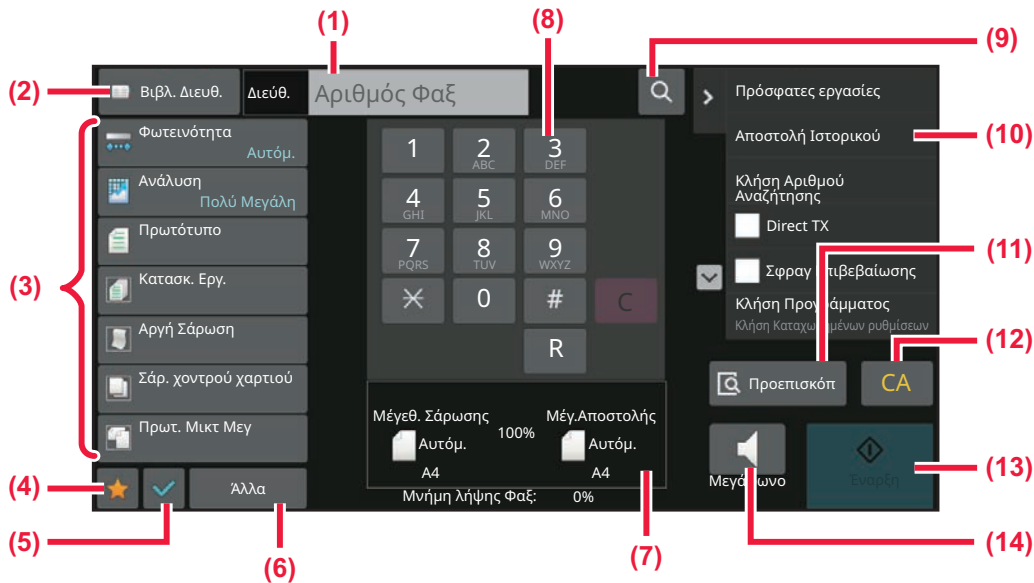 (1)
(8)
(9)
(2)
Βιβλ. Διευθ.
Διεύθ.
Αριθμός Φαξ
Πρόσφατες εργασίες
(3)
Φωτεινότητα
Αυτόμ.
Ανάλυση
Πολύ Μεγάλη
Πρωτότυπο
Κατασκ. Εργ.
Αργή Σάρωση
Σάρ. χοντρού χαρτιού
Πρωτ. Μικτ Μεγ
1
2
ABC
3
DEF
4
GHI
5
JKL
6
MNO
7
PQRS
8
TUV
9
WXYZ
0
#
C
R
Αποστολή Ιστορικού
(10)
Κλήση Αριθμού
Αναζήτησης
Direct TX
(11)
Σφραγ
Κλήση Προγράμματος
Κλήση ρυθμίσεων
(12)
Προεπισκόπ
CA
Μέγεθ. Σάρωσης
Αυτόμ.
A4
100%
Μέγ.Αποστολής
Αυτόμ.
A4
Μνήμη λήψης Φαξ: 0%
Έναρξη
(13)
(4)
Άλλα
(5)
(6)
(7)
(14)